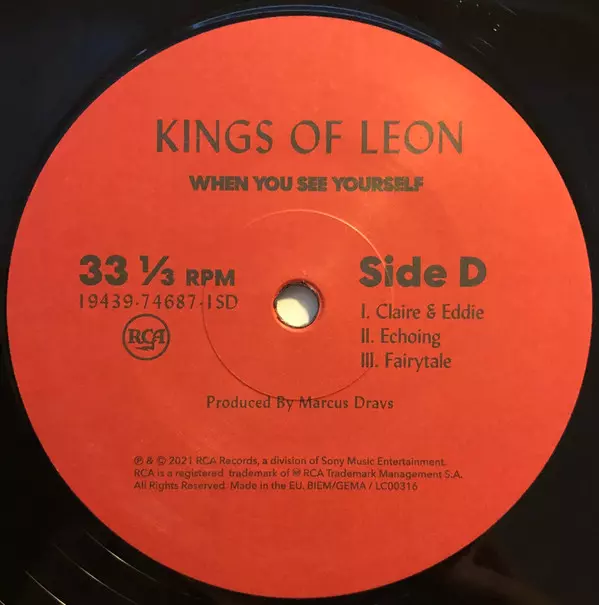 KINGS OF LEON
WHEN YOU SEE YOURSELF
33 ⅓ RPM
19439-74687-1SD
RCA
Side D
I. Claire & Eddie
II. Echoing
III. Fairytale
Produced By Marcus Dravs
℗ & © 2021 RCA Records, a division of Sony Music Entertainment.
RCA is a registered trademark of RCA Trademark Management S.A.
All Rights Reserved. Made in the EU. BIEM/GEMA / LC00316